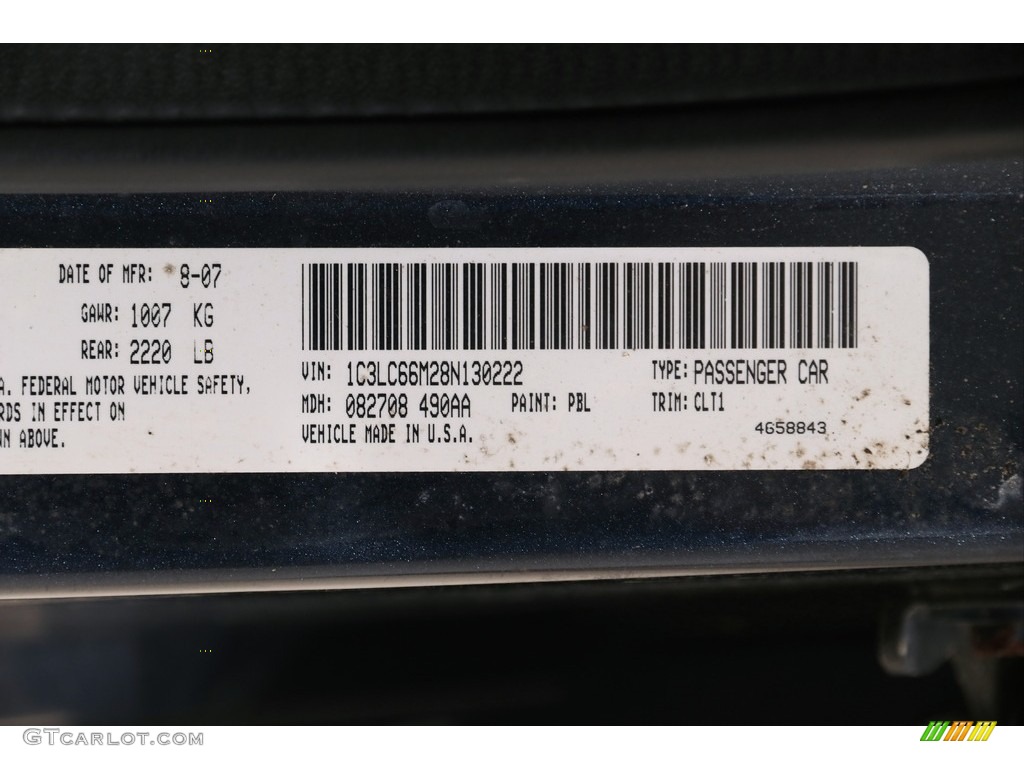 DATE OF MFR: 8-07
GAWR: 1007 KG
REAR: 2220 LB
A. FEDERAL MOTOR VEHICLE SAFETY,
RDS IN EFFECT ON
WN ABOVE.
VIN: 1C3LC66M28N130222 TYPE: PASSENGER CAR
MDH: 082708 490AA PAINT: PBL TRIM: CLT1
VEHICLE MADE IN U.S.A. 4658843
GTCARLOT.COM